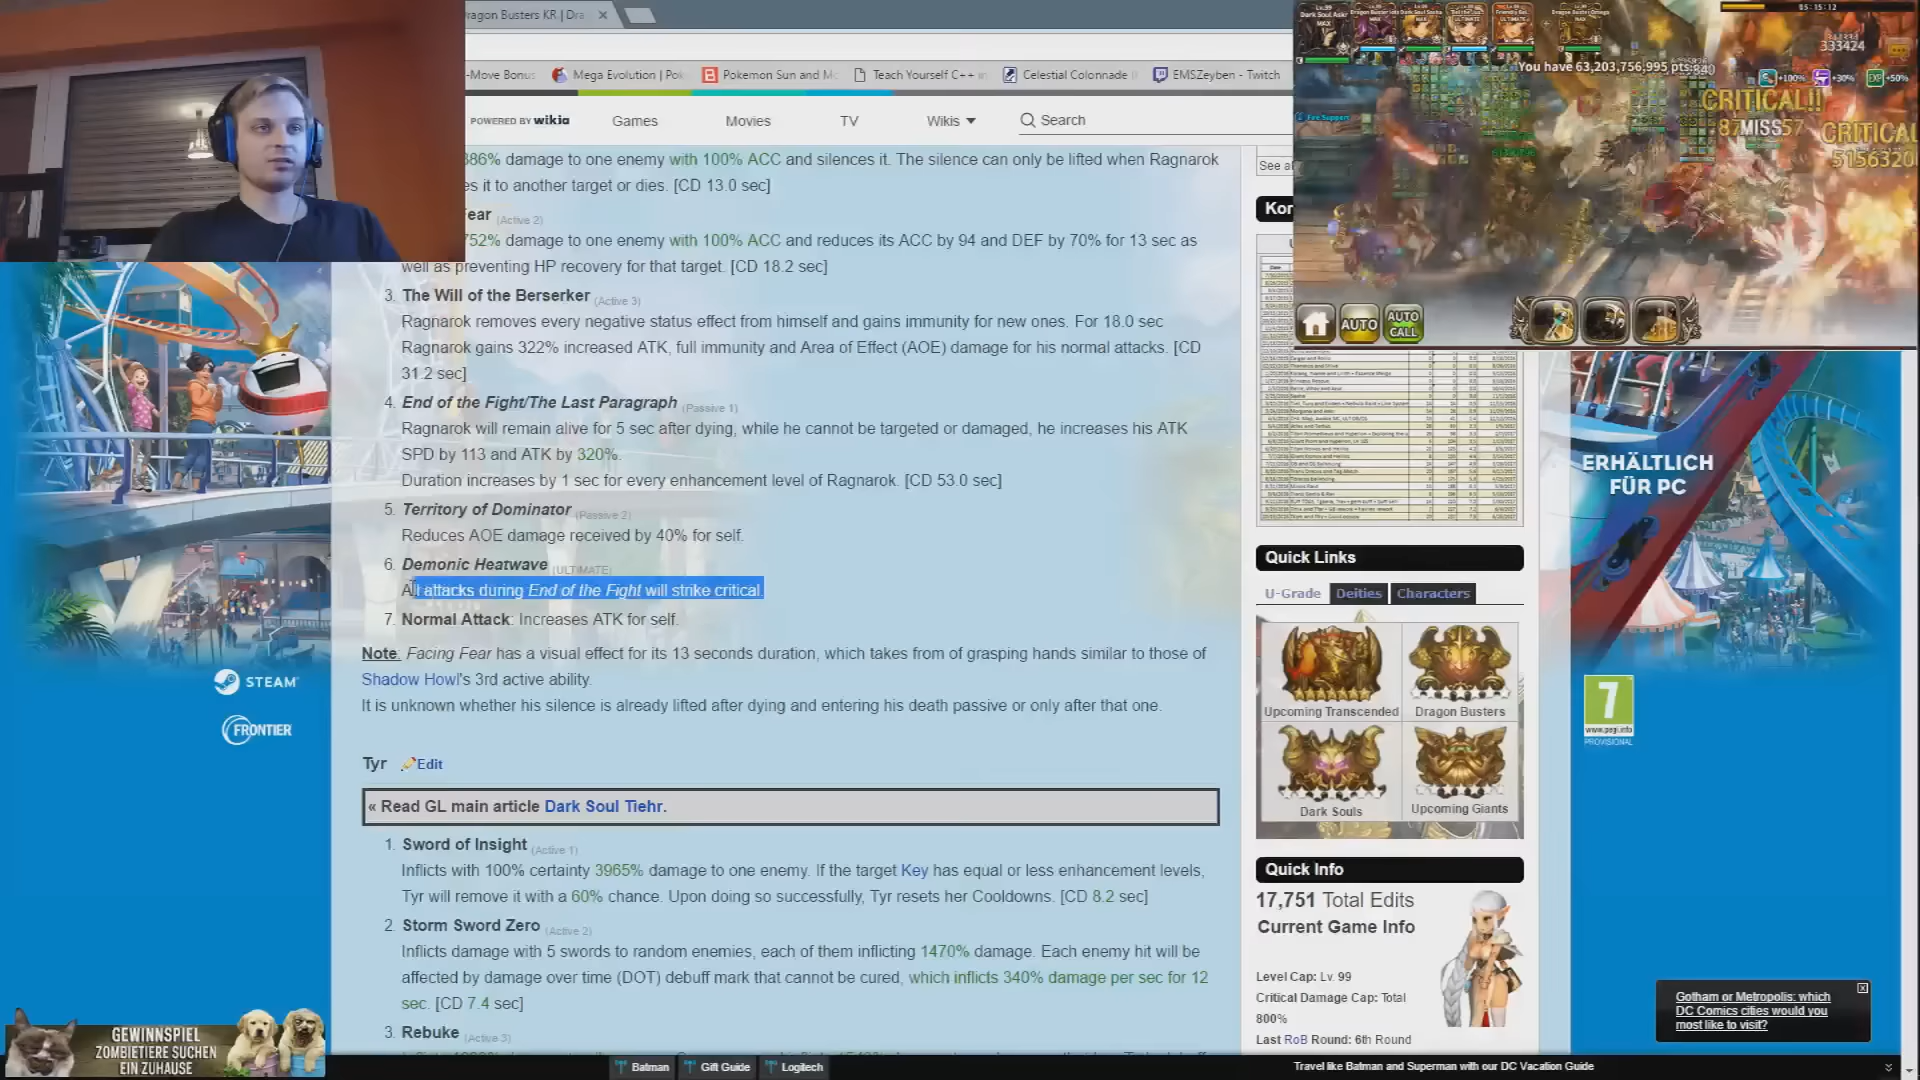 Dragon Busters KR | Dra
-Move Bonus
Mega Evolution | Pok
Pokemon Sun and Mo
Teach Yourself C++ in
Celestial Colonnade
EMSZeyben - Twitch
POWERED BY wikia
Games
Movies
TV
Wikis
Search
386% damage to one enemy with 100% ACC and silences it. The silence can only be lifted when Ragnarok
es it to another target or dies. [CD 13.0 sec]
ear (Active 2)
752% damage to one enemy with 100% ACC and reduces its ACC by 94 and DEF by 70% for 13 sec as
well as preventing HP recovery for that target. [CD 18.2 sec]
3. The Will of the Berserker (Active 3)
Ragnarok removes every negative status effect from himself and gains immunity for new ones. For 18.0 sec
Ragnarok gains 322% increased ATK, full immunity and Area of Effect (AOE) damage for his normal attacks. [CD
31.2 sec]
4. End of the Fight/The Last Paragraph (Passive 1)
Ragnarok will remain alive for 5 sec after dying, while he cannot be targeted or damaged, he increases his ATK
SPD by 113 and ATK by 320%.
Duration increases by 1 sec for every enhancement level of Ragnarok. [CD 53.0 sec]
5. Territory of Dominator (Passive 2)
Reduces AOE damage received by 40% for self.
6. Demonic Heatwave (ULTIMATE)
All attacks during End of the Fight will strike critical.
7. Normal Attack: Increases ATK for self.
Note: Facing Fear has a visual effect for its 13 seconds duration, which takes from of grasping hands similar to those of
Shadow Howl's 3rd active ability.
It is unknown whether his silence is already lifted after dying and entering his death passive or only after that one.
Tyr Edit
« Read GL main article Dark Soul Tiehr.
1. Sword of Insight (Active 1)
Inflicts with 100% certainty 3965% damage to one enemy. If the target Key has equal or less enhancement levels,
Tyr will remove it with a 60% chance. Upon doing so successfully, Tyr resets her Cooldowns. [CD 8.2 sec]
2. Storm Sword Zero (Active 2)
Inflicts damage with 5 swords to random enemies, each of them inflicting 1470% damage. Each enemy hit will be
affected by damage over time (DOT) debuff mark that cannot be cured, which inflicts 340% damage per sec for 12
sec. [CD 7.4 sec]
3. Rebuke (Active 3)
See al
Kor
Date
Quick Links
U-Grade
Deities
Characters
Upcoming Transcended
Dragon Busters
Dark Souls
Upcoming Giants
Quick Info
17,751 Total Edits
Current Game Info
Level Cap: Lv. 99
Critical Damage Cap: Total
800%
Last RoB Round: 6th Round
You have 63,203,756,995 pts.
333424
+100%
+30%
EXP +50%
CRITICAL!!
87MISS57
CRITICAL
5156320
Fire Support
05:15:12
AUTO
AUTO
CALL
ERHÄLTLICH
FÜR PC
7
www.pegi.info
PROVISIONAL
STEAM
FRONTIER
GEWINNSPIEL
ZOMBIETIERE SUCHEN
EIN ZUHAUSE
Gotham or Metropolis: which
DC Comics cities would you
most like to visit?
Batman
Gift Guide
Logitech
Travel like Batman and Superman with our DC Vacation Guide